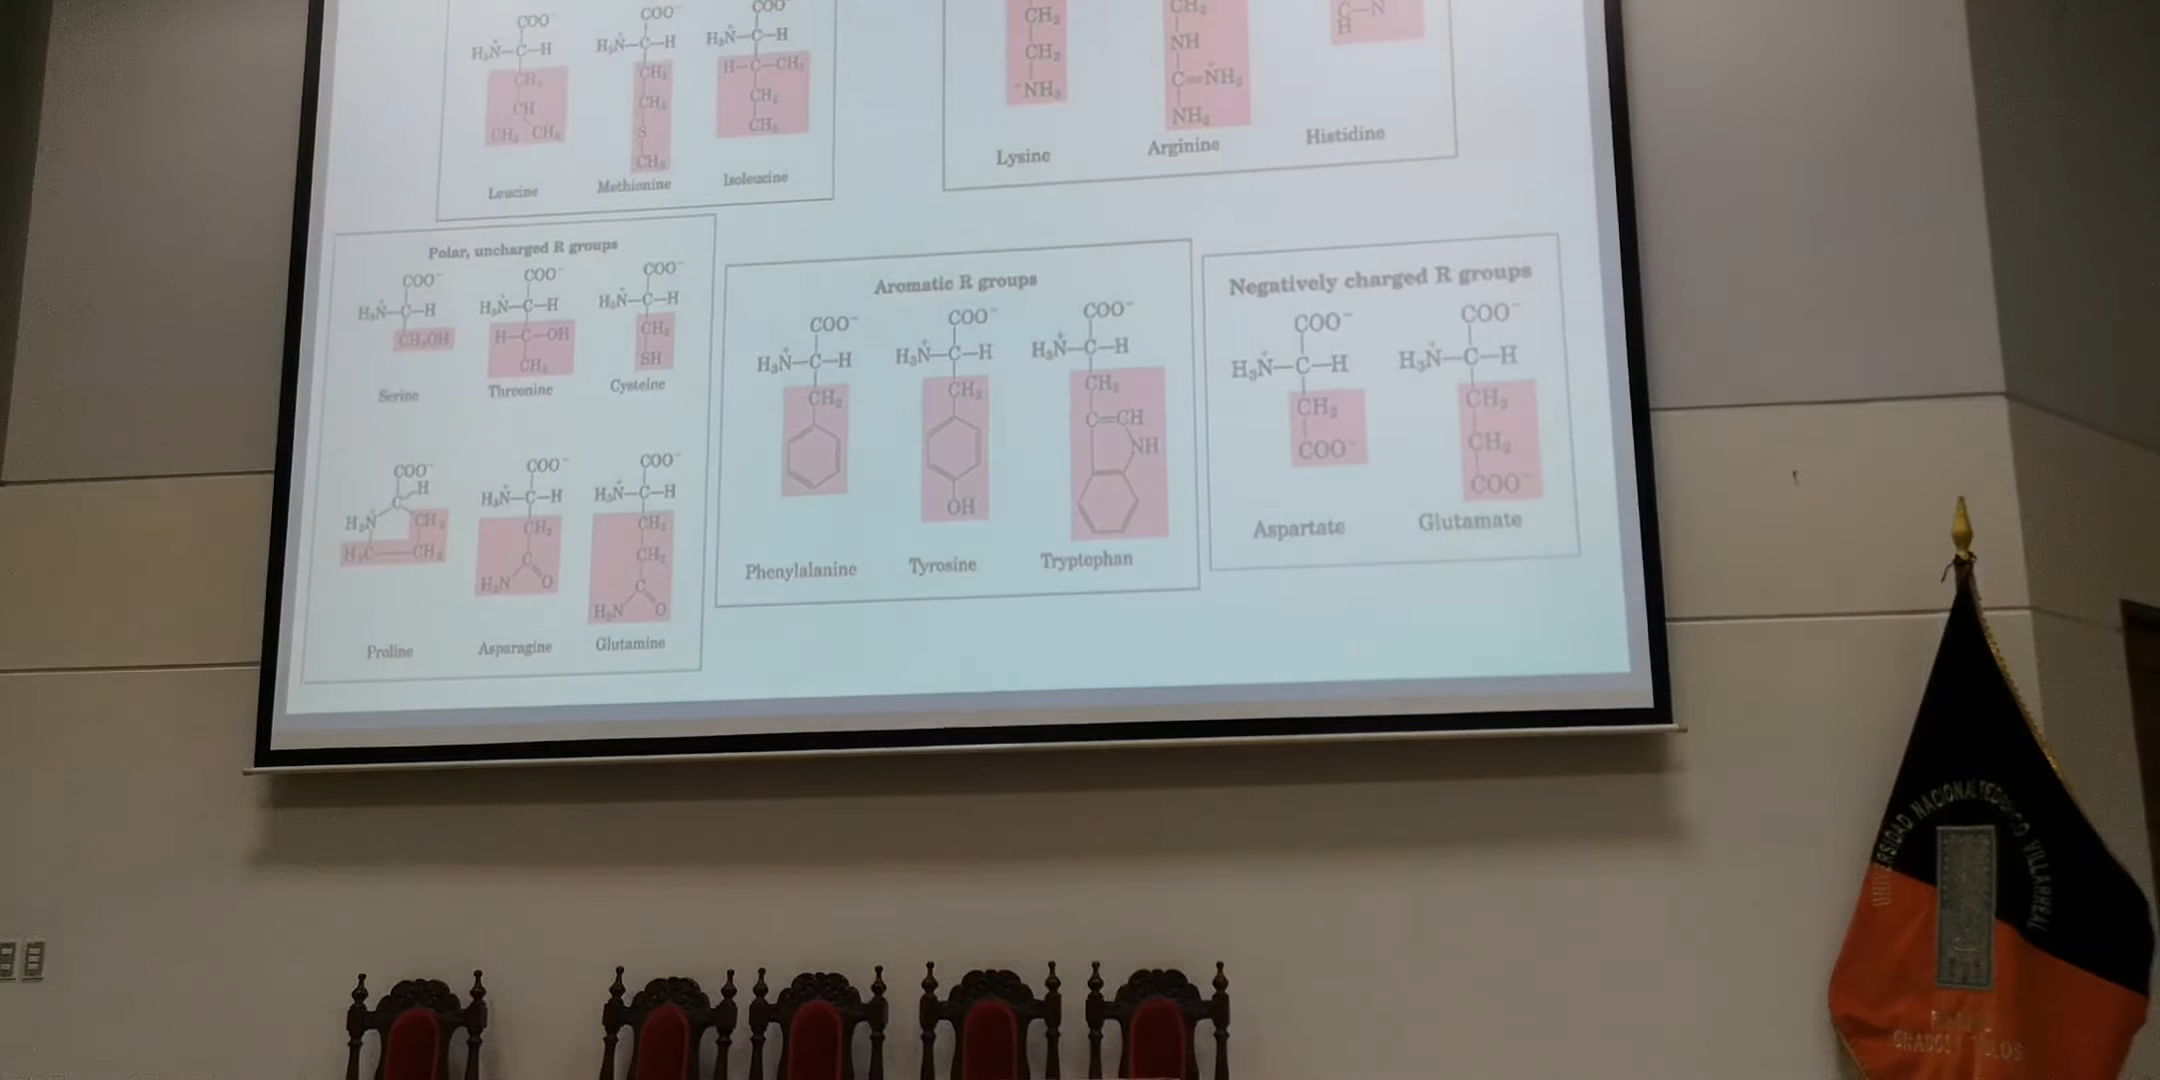 COO⁻ COO⁻ COO⁻
H₃N⁺—C—H H₃N⁺—C—H H₃N⁺—C—H
CH₂ CH₂ H—C—CH₃
CH CH₂ CH₂
CH₃ CH₃ S CH₃
CH₃
Leucine Methionine Isoleucine
CH₂ CH₂ C—N
CH₂ NH H
⁺NH₃ C=NH₂
NH₂
Lysine Arginine Histidine
Polar, uncharged R groups
COO⁻ COO⁻ COO⁻
H₃N⁺—C—H H₃N⁺—C—H H₃N⁺—C—H
CH₂OH H—C—OH CH₂
CH₃ SH
Serine Threonine Cysteine
COO⁻ COO⁻ COO⁻
C H H₃N⁺—C—H H₃N⁺—C—H
H₂N CH₂ CH₂ CH₂
H₂C—CH₂ C CH₂
H₂N O C
H₂N O
Proline Asparagine Glutamine
Aromatic R groups
COO⁻ COO⁻ COO⁻
H₃N⁺—C—H H₃N⁺—C—H H₃N⁺—C—H
CH₂ CH₂ CH₂
C=CH
NH
OH
Phenylalanine Tyrosine Tryptophan
Negatively charged R groups
COO⁻ COO⁻
H₃N⁺—C—H H₃N⁺—C—H
CH₂ CH₂
COO⁻ CH₂
COO⁻
Aspartate Glutamate
UNIVERSIDAD NACIONAL FEDERICO VILLARREAL